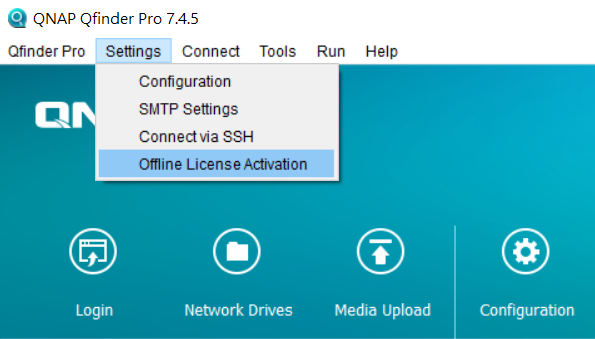 QNAP Qfinder Pro 7.4.5
Qfinder Pro Settings Connect Tools Run Help
Configuration
SMTP Settings
Connect via SSH
Offline License Activation
QN
Login Network Drives Media Upload Configuration